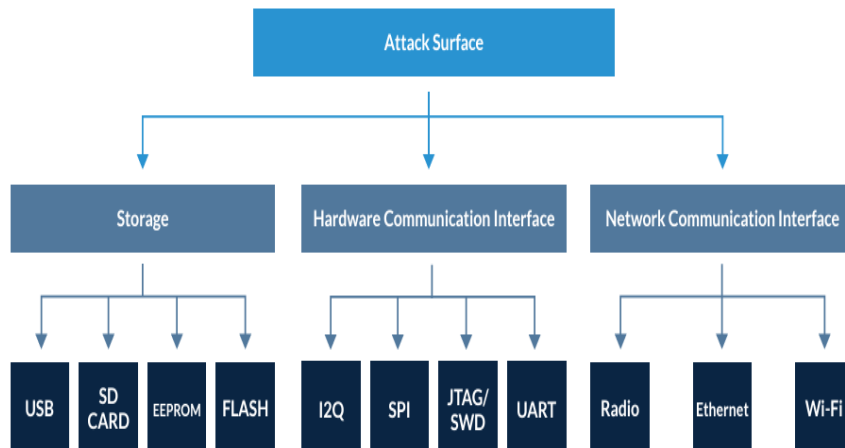 Attack Surface
Storage
Hardware Communication Interface
Network Communication Interface
USB
SD
CARD
EEPROM
FLASH
I2Q
SPI
JTAG/
SWD
UART
Radio
Ethernet
Wi-Fi